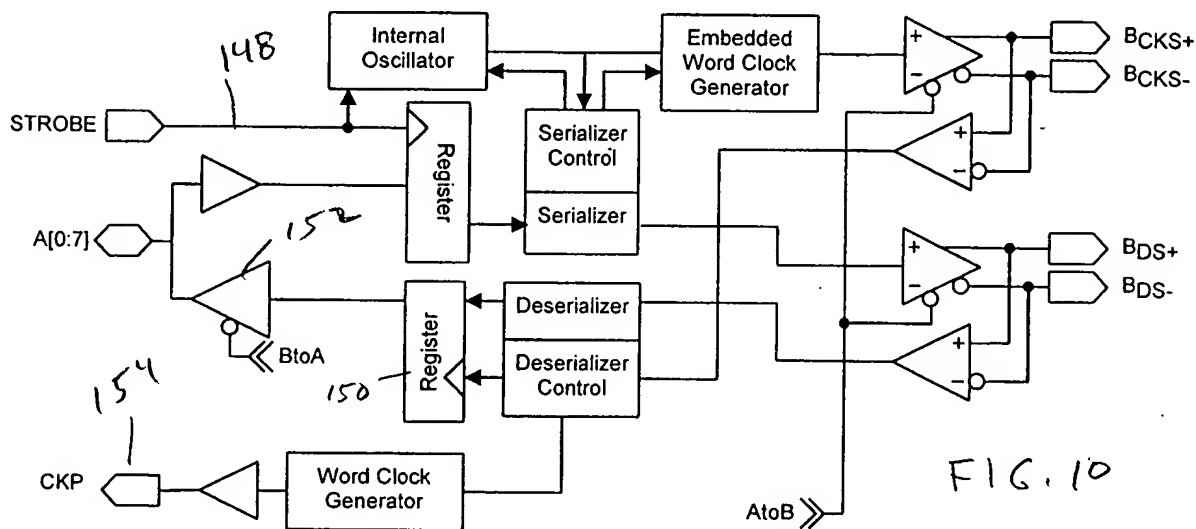 148
Internal
Oscillator
Embedded
Word Clock
Generator
+
−
BCKS+
BCKS-
STROBE
Register
Serializer
Control
Serializer
+
−
A[0:7]
152
+
−
BDS+
BDS-
BtoA
Register
150
Deserializer
Deserializer
Control
+
−
154
CKP
Word Clock
Generator
AtoB
FIG. 10